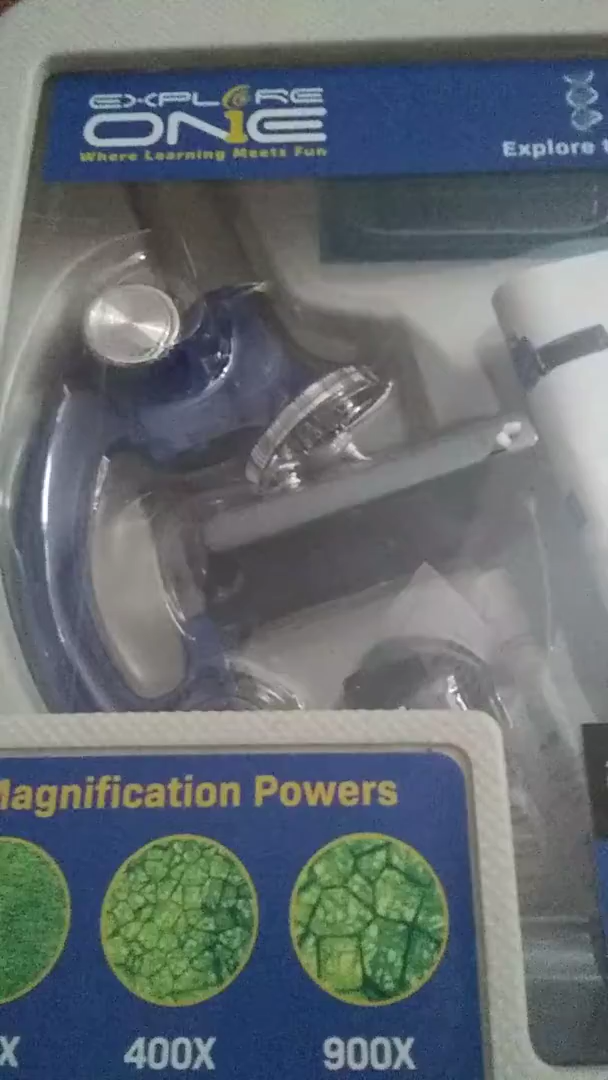 EXPLORE
ONE
Where Learning Meets Fun
Explore t
Magnification Powers
X
400X
900X